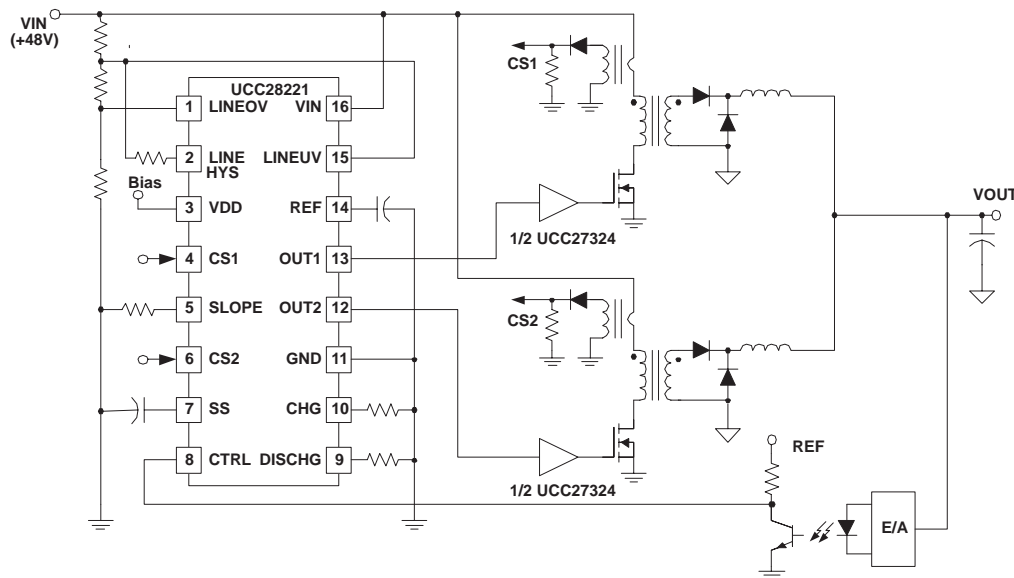 VIN
(+48V)
CS1
UCC28221
1 LINEOV VIN 16
2 LINE HYS LINEUV 15
Bias
3 VDD REF 14
4 CS1 OUT1 13
1/2 UCC27324
VOUT
5 SLOPE OUT2 12
CS2
6 CS2 GND 11
7 SS CHG 10
8 CTRL DISCHG 9
REF
1/2 UCC27324
E/A